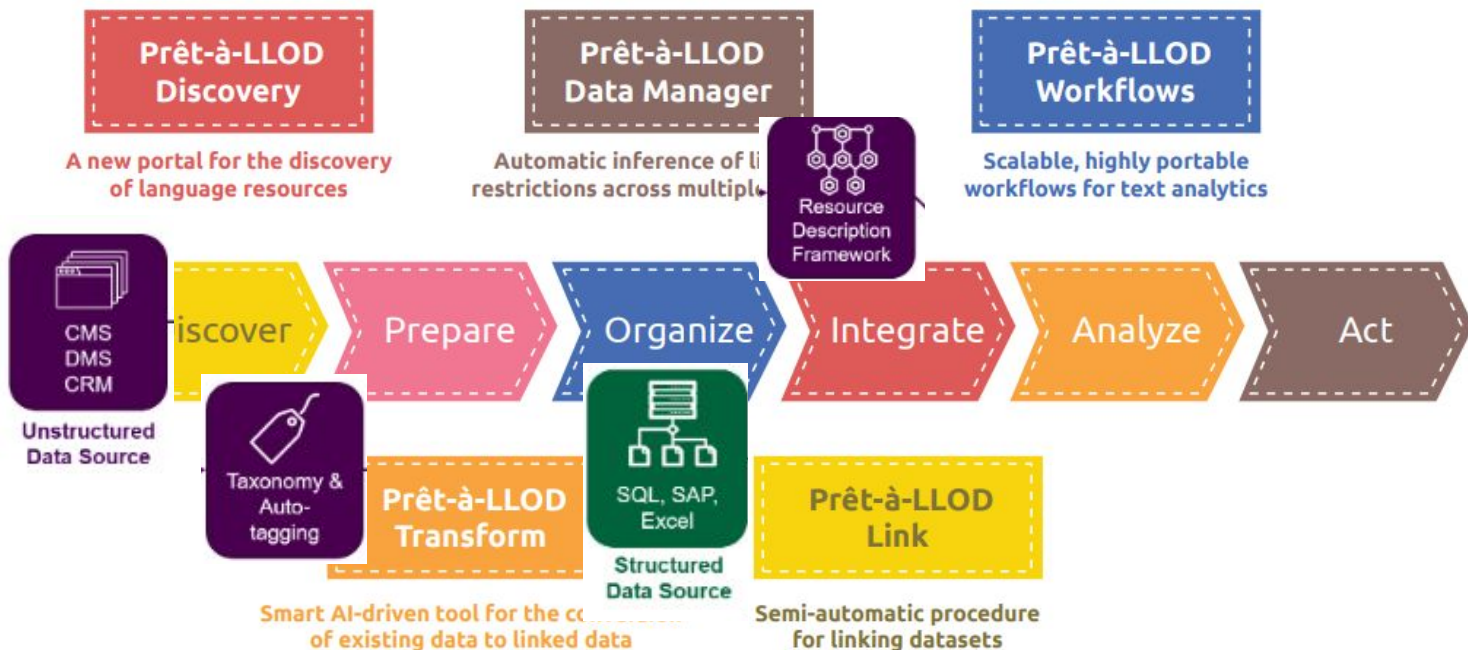 Prêt-à-LLOD
Discovery
Prêt-à-LLOD
Data Manager
Prêt-à-LLOD
Workflows
A new portal for the discovery
of language resources
Automatic inference of
restrictions across multiple
Scalable, highly portable
workflows for text analytics
Resource
Description
Framework
CMS
DMS
CRM
Unstructured
Data Source
iscover
Prepare
Organize
Integrate
Analyze
Act
Taxonomy &
Auto-
tagging
Prêt-à-LLOD
Transform
SQL, SAP,
Excel
Structured
Data Source
Prêt-à-LLOD
Link
Smart AI-driven tool for the
of existing data to linked data
Semi-automatic procedure
for linking datasets